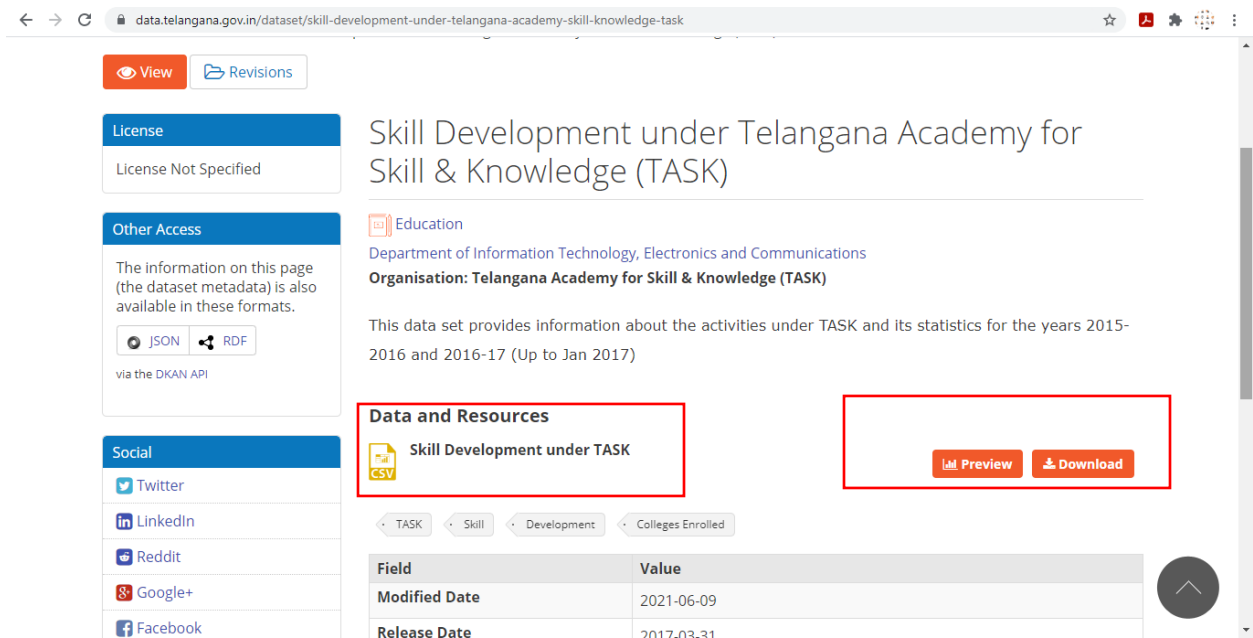 data.telangana.gov.in/dataset/skill-development-under-telangana-academy-skill-knowledge-task
View
Revisions
License
License Not Specified
Other Access
The information on this page
(the dataset metadata) is also
available in these formats.
JSON
RDF
via the DKAN API
Social
Twitter
LinkedIn
Reddit
Google+
Facebook
Skill Development under Telangana Academy for
Skill & Knowledge (TASK)
Education
Department of Information Technology, Electronics and Communications
Organisation: Telangana Academy for Skill & Knowledge (TASK)
This data set provides information about the activities under TASK and its statistics for the years 2015-
2016 and 2016-17 (Up to Jan 2017)
Data and Resources
CSV
Skill Development under TASK
Preview
Download
TASK
Skill
Development
Colleges Enrolled
Field Value
Modified Date 2021-06-09
Release Date 2017-03-31